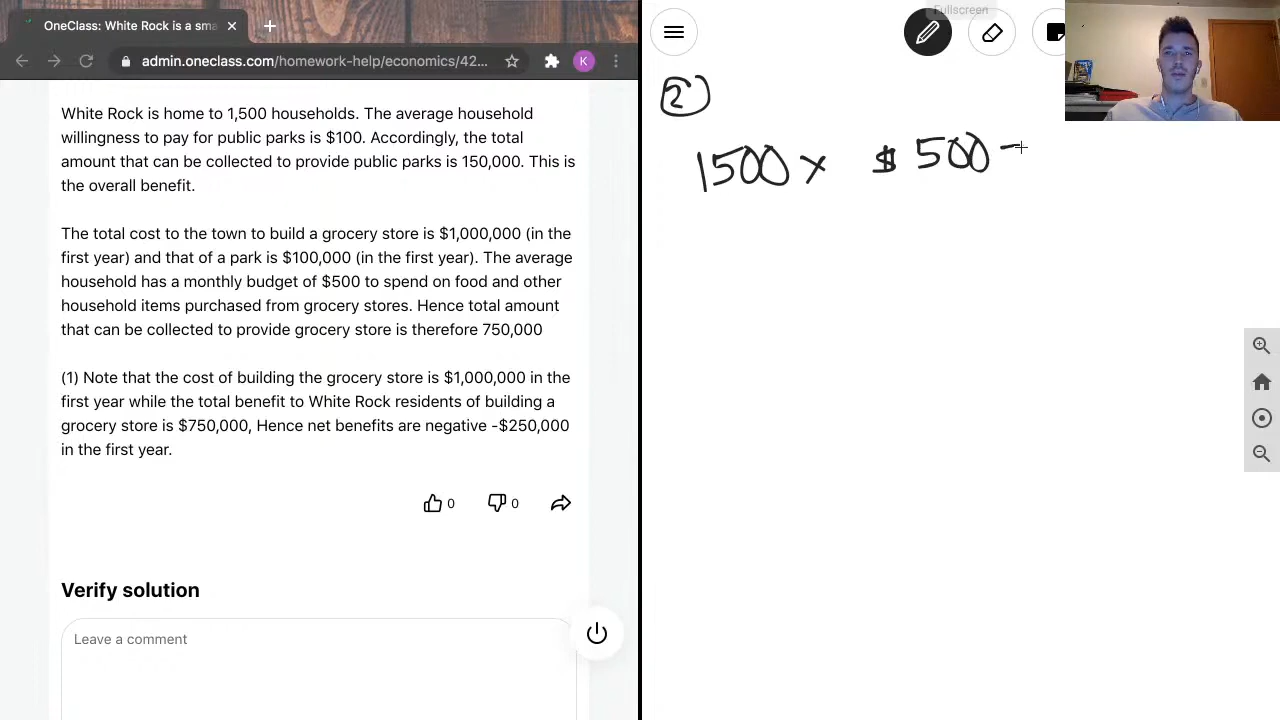 OneClass: White Rock is a sma
admin.oneclass.com/homework-help/economics/42...
K
White Rock is home to 1,500 households. The average household
willingness to pay for public parks is $100. Accordingly, the total
amount that can be collected to provide public parks is 150,000. This is
the overall benefit.
The total cost to the town to build a grocery store is $1,000,000 (in the
first year) and that of a park is $100,000 (in the first year). The average
household has a monthly budget of $500 to spend on food and other
household items purchased from grocery stores. Hence total amount
that can be collected to provide grocery store is therefore 750,000
(1) Note that the cost of building the grocery store is $1,000,000 in the
first year while the total benefit to White Rock residents of building a
grocery store is $750,000, Hence net benefits are negative -$250,000
in the first year.
0 0
Verify solution
Leave a comment
Fullscreen
2
1500 x $ 500